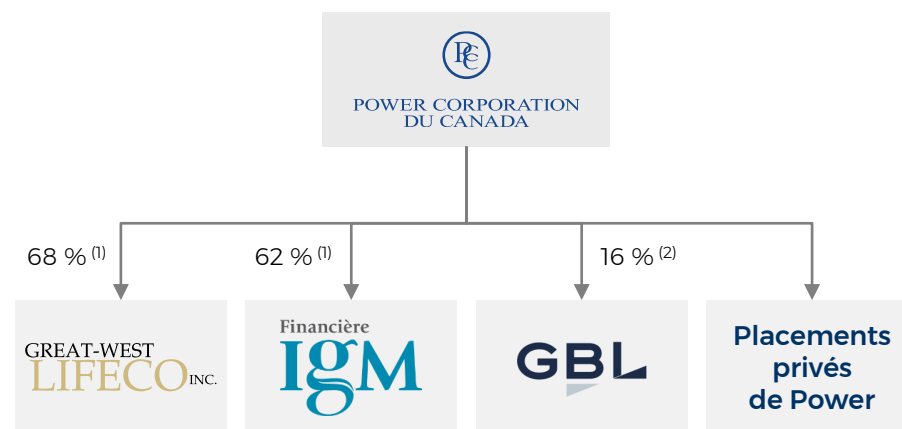 PCC
POWER CORPORATION
DU CANADA
68 % (1)
62 % (1)
16 % (2)
GREAT-WEST
LIFECO INC.
Financière
IgM
GBL
Placements
privés
de Power